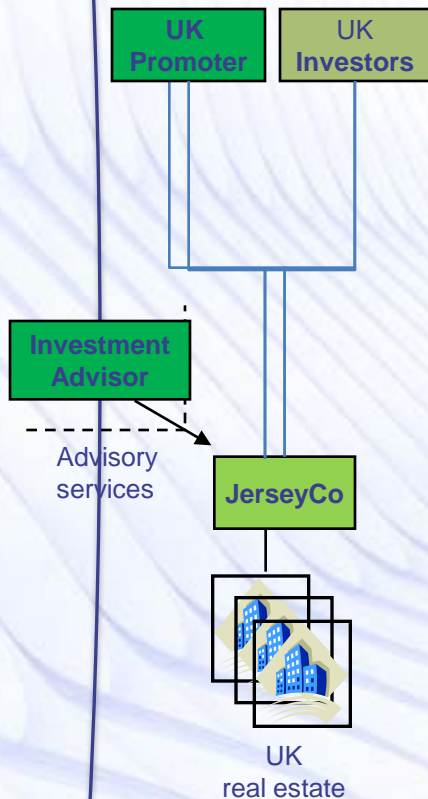 UK
Promoter
UK
Investors
Investment
Advisor
Advisory
services
JerseyCo
UK
real estate